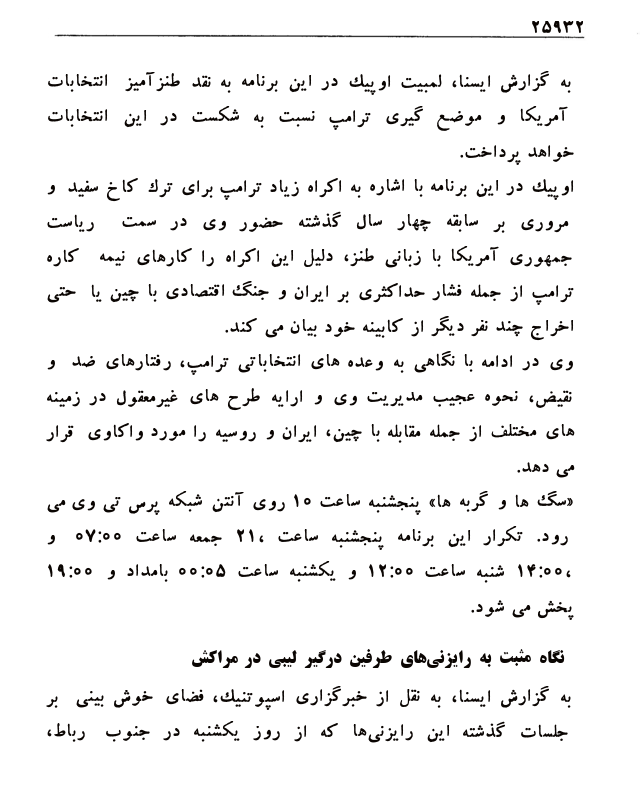 ۲۵۹۳۲
به گزارش ایسنا، لمبیت اوپیك در این برنامه به نقد طنزآمیز انتخابات
آمریکا و موضع گیری ترامپ نسبت به شکست در این انتخابات
خواهد پرداخت.
اوپیك در این برنامه با اشاره به اکراه زیاد ترامپ برای ترك کاخ سفید و
مروری بر سابقه چهار سال گذشته حضور وی در سمت ریاست
جمهوری آمریکا با زبانی طنز، دلیل این اکراه را کارهای نیمه کاره
ترامپ از جمله فشار حداکثری بر ایران و جنگ اقتصادی با چین یا حتی
اخراج چند نفر دیگر از کابینه خود بیان می کند.
وی در ادامه با نگاهی به وعده های انتخاباتی ترامپ، رفتارهای ضد و
نقیض، نحوه عجیب مدیریت وی و ارایه طرح های غیرمعقول در زمینه
های مختلف از جمله مقابله با چین، ایران و روسیه را مورد واکاوی قرار
می دهد.
«سگ ها و گربه ها» پنجشنبه ساعت ۱۵ روی آنتن شبکه پرس تی وی می
رود. تکرار این برنامه پنجشنبه ساعت ،۲۱ جمعه ساعت ۰۷:۰۰ و
،۱۴:۰۰ شنبه ساعت ۱۲:۰۰ و یکشنبه ساعت ۰۰:۰۵ بامداد و ۱۹:۰۰
پخش می شود.
نگاه مثبت به رایزنی‌های طرفین درگیر لیبی در مراکش
به گزارش ایسنا، به نقل از خبرگزاری اسپوتنیك، فضای خوش بینی بر
جلسات گذشته این رایزنی‌ها که از روز یکشنبه در جنوب رباط،